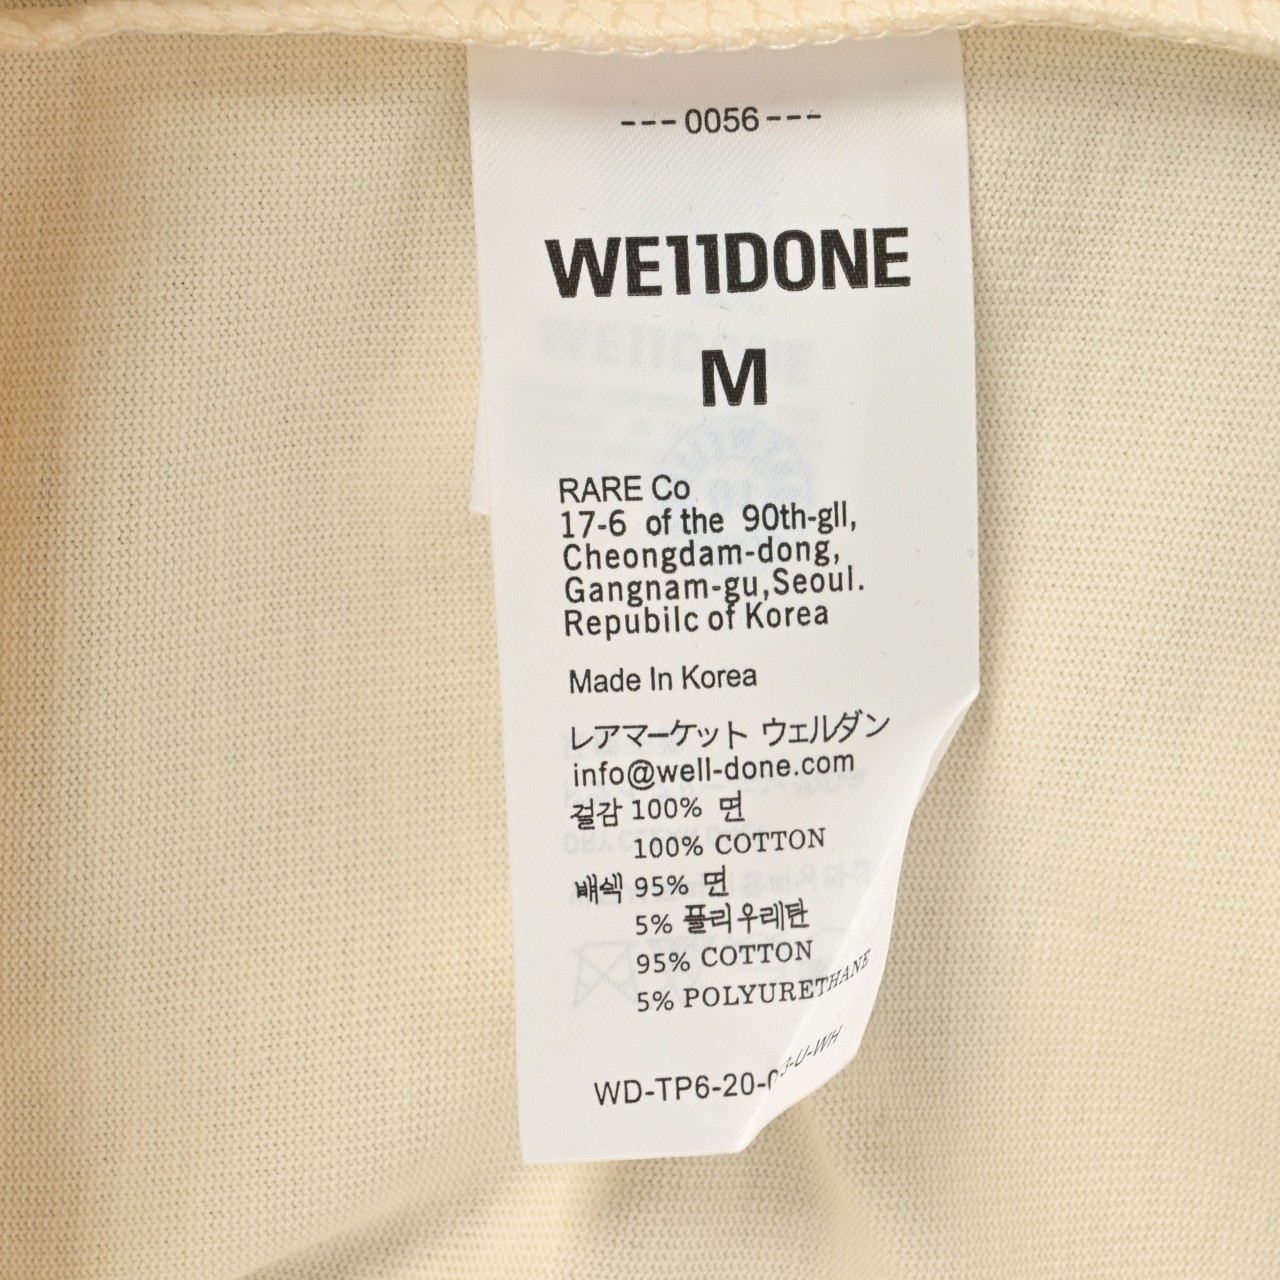 ---0056---
WE11DONE
M
RARE Co
17-6 of the 90th-gll,
Cheongdam-dong,
Gangnam-gu,Seoul.
Repubilc of Korea
Made In Korea
レアマーケット ウェルダン
info@well-done.com
겉감 100% 면
100% COTTON
배색 95% 면
5% 폴리우레탄
95% COTTON
5% POLYURETHANE